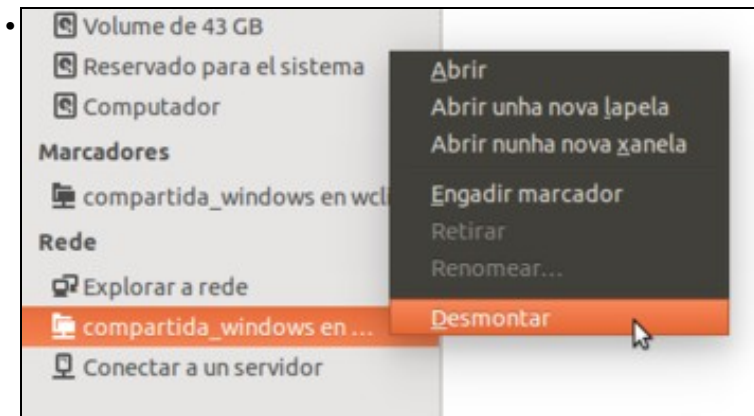 Volume de 43 GB
Reservado para el sistema
Computador
Marcadores
compartida_windows en wcli
Rede
Explorar a rede
compartida_windows en ...
Conectar a un servidor
Abrir
Abrir unha nova lapela
Abrir nunha nova xanela
Engadir marcador
Retirar
Renomear...
Desmontar